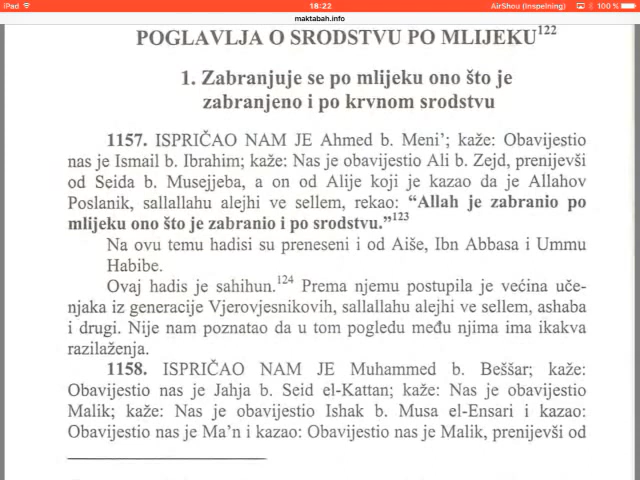 iPad 18:22 AirShou (Inspelning) 100 %
maktabah.info
POGLAVLJA O SRODSTVU PO MLIJEKU122
1. Zabranjuje se po mlijeku ono što je
zabranjeno i po krvnom srodstvu
1157. ISPRIČAO NAM JE Ahmed b. Meni’; kaže: Obavijestio
nas je Ismail b. Ibrahim; kaže: Nas je obavijestio Ali b. Zejd, prenijevši
od Seida b. Musejjeba, a on od Alije koji je kazao da je Allahov
Poslanik, sallallahu alejhi ve sellem, rekao: “Allah je zabranio po
mlijeku ono što je zabranio i po srodstvu.”123
Na ovu temu hadisi su preneseni i od Aiše, Ibn Abbasa i Ummu
Habibe.
Ovaj hadis je sahihun.124 Prema njemu postupila je većina uče-
njaka iz generacije Vjerovjesnikovih, sallallahu alejhi ve sellem, ashaba
i drugi. Nije nam poznatao da u tom pogledu među njima ima ikakva
razilaženja.
1158. ISPRIČAO NAM JE Muhammed b. Beššar; kaže:
Obavijestio nas je Jahja b. Seid el-Kattan; kaže: Nas je obavijestio
Malik; kaže: Nas je obavijestio Ishak b. Musa el-Ensari i kazao:
Obavijestio nas je Ma’n i kazao: Obavijestio nas je Malik, prenijevši od